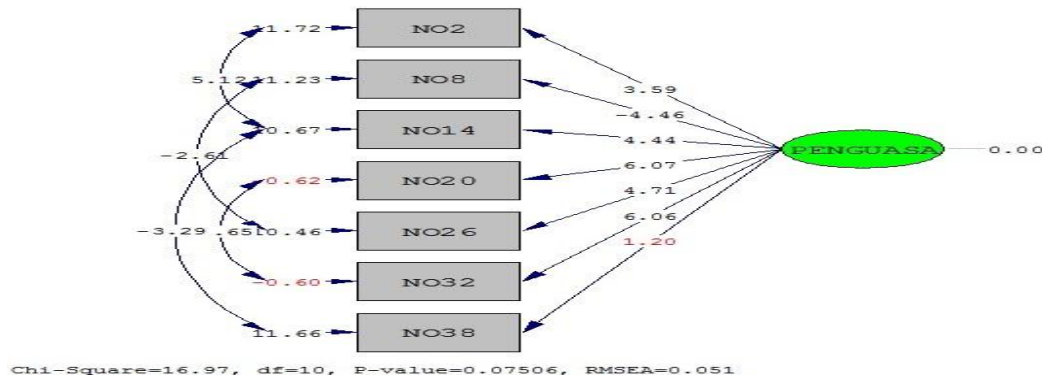 11.72 NO2
3.59
5.12 11.23 NO8
-4.46
10.67 NO14 4.44
PENGUASA 0.00
-2.61
6.07
-0.62 NO20
4.71
6.06
-3.29 10.46 NO26
1.20
-0.60 NO32
11.66 NO38
Chi-Square=16.97, df=10, P-value=0.07506, RMSEA=0.051